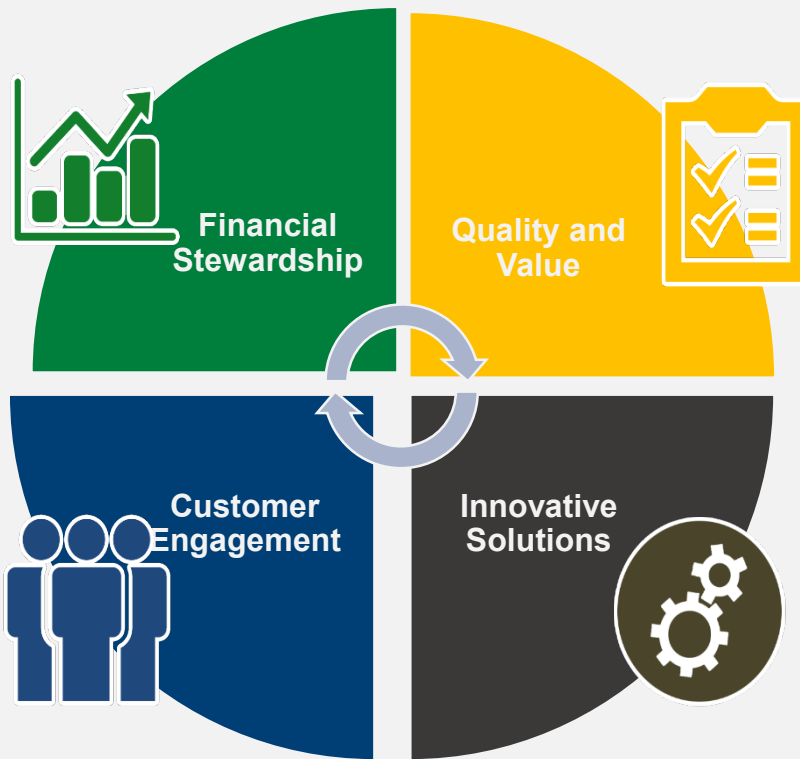 Financial
Stewardship
Quality and
Value
Customer
Engagement
Innovative
Solutions